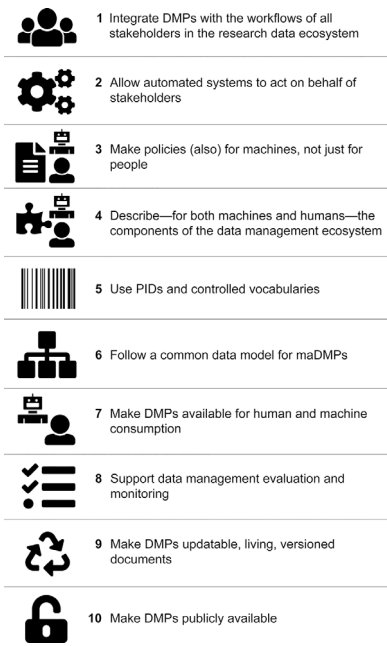 1 Integrate DMPs with the workflows of all
stakeholders in the research data ecosystem
2 Allow automated systems to act on behalf of
stakeholders
3 Make policies (also) for machines, not just for
people
4 Describe—for both machines and humans—the
components of the data management ecosystem
5 Use PIDs and controlled vocabularies
6 Follow a common data model for maDMPs
7 Make DMPs available for human and machine
consumption
8 Support data management evaluation and
monitoring
9 Make DMPs updatable, living, versioned
documents
10 Make DMPs publicly available